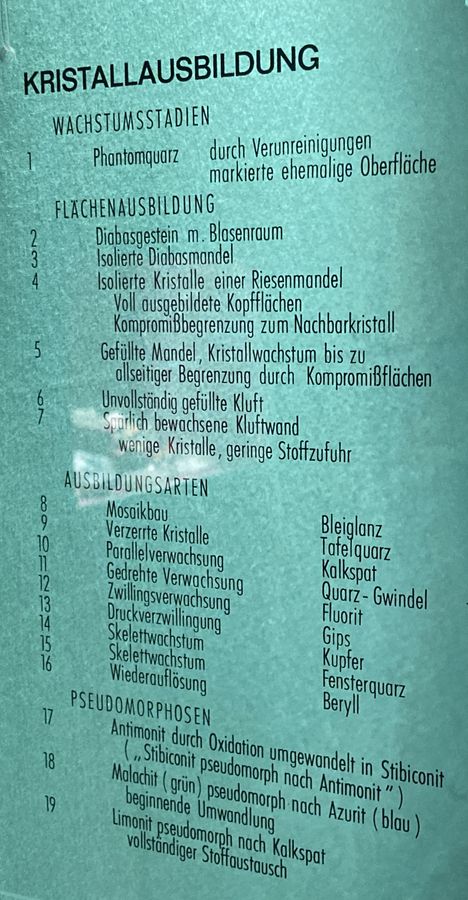 KRISTALLAUSBILDUNG
WACHSTUMSSTADIEN
1 Phantomquarz durch Verunreinigungen
markierte ehemalige Oberfläche
FLÄCHENAUSBILDUNG
2 Diabasgestein m. Blasenraum
3 Isolierte Diabasmandel
4 Isolierte Kristalle einer Riesenmandel
Voll ausgebildete Kopfflächen
Kompromißbegrenzung zum Nachbarkristall
5 Gefüllte Mandel, Kristallwachstum bis zu
allseitiger Begrenzung durch Kompromißflächen
6 Unvollständig gefüllte Kluft
7 Spärlich bewachsene Kluftwand
wenige Kristalle, geringe Stoffzufuhr
AUSBILDUNGSARTEN
8 Mosaikbau Bleiglanz
9 Verzerrte Kristalle Tafelquarz
10 Parallelverwachsung Kalkspat
11 Gedrehte Verwachsung Quarz-Gwindel
12 Zwillingsverwachsung Fluorit
13 Druckverzwillingung Gips
14 Skelettwachstum Kupfer
15 Skelettwachstum Fensterquarz
16 Wiederauflösung Beryll
PSEUDOMORPHOSEN
17 Antimonit durch Oxidation umgewandelt in Stibiconit
( „Stibiconit pseudomorph nach Antimonit" )
18 Malachit ( grün ) pseudomorph nach Azurit ( blau )
beginnende Umwandlung
19 Limonit pseudomorph nach Kalkspat
vollständiger Stoffaustausch